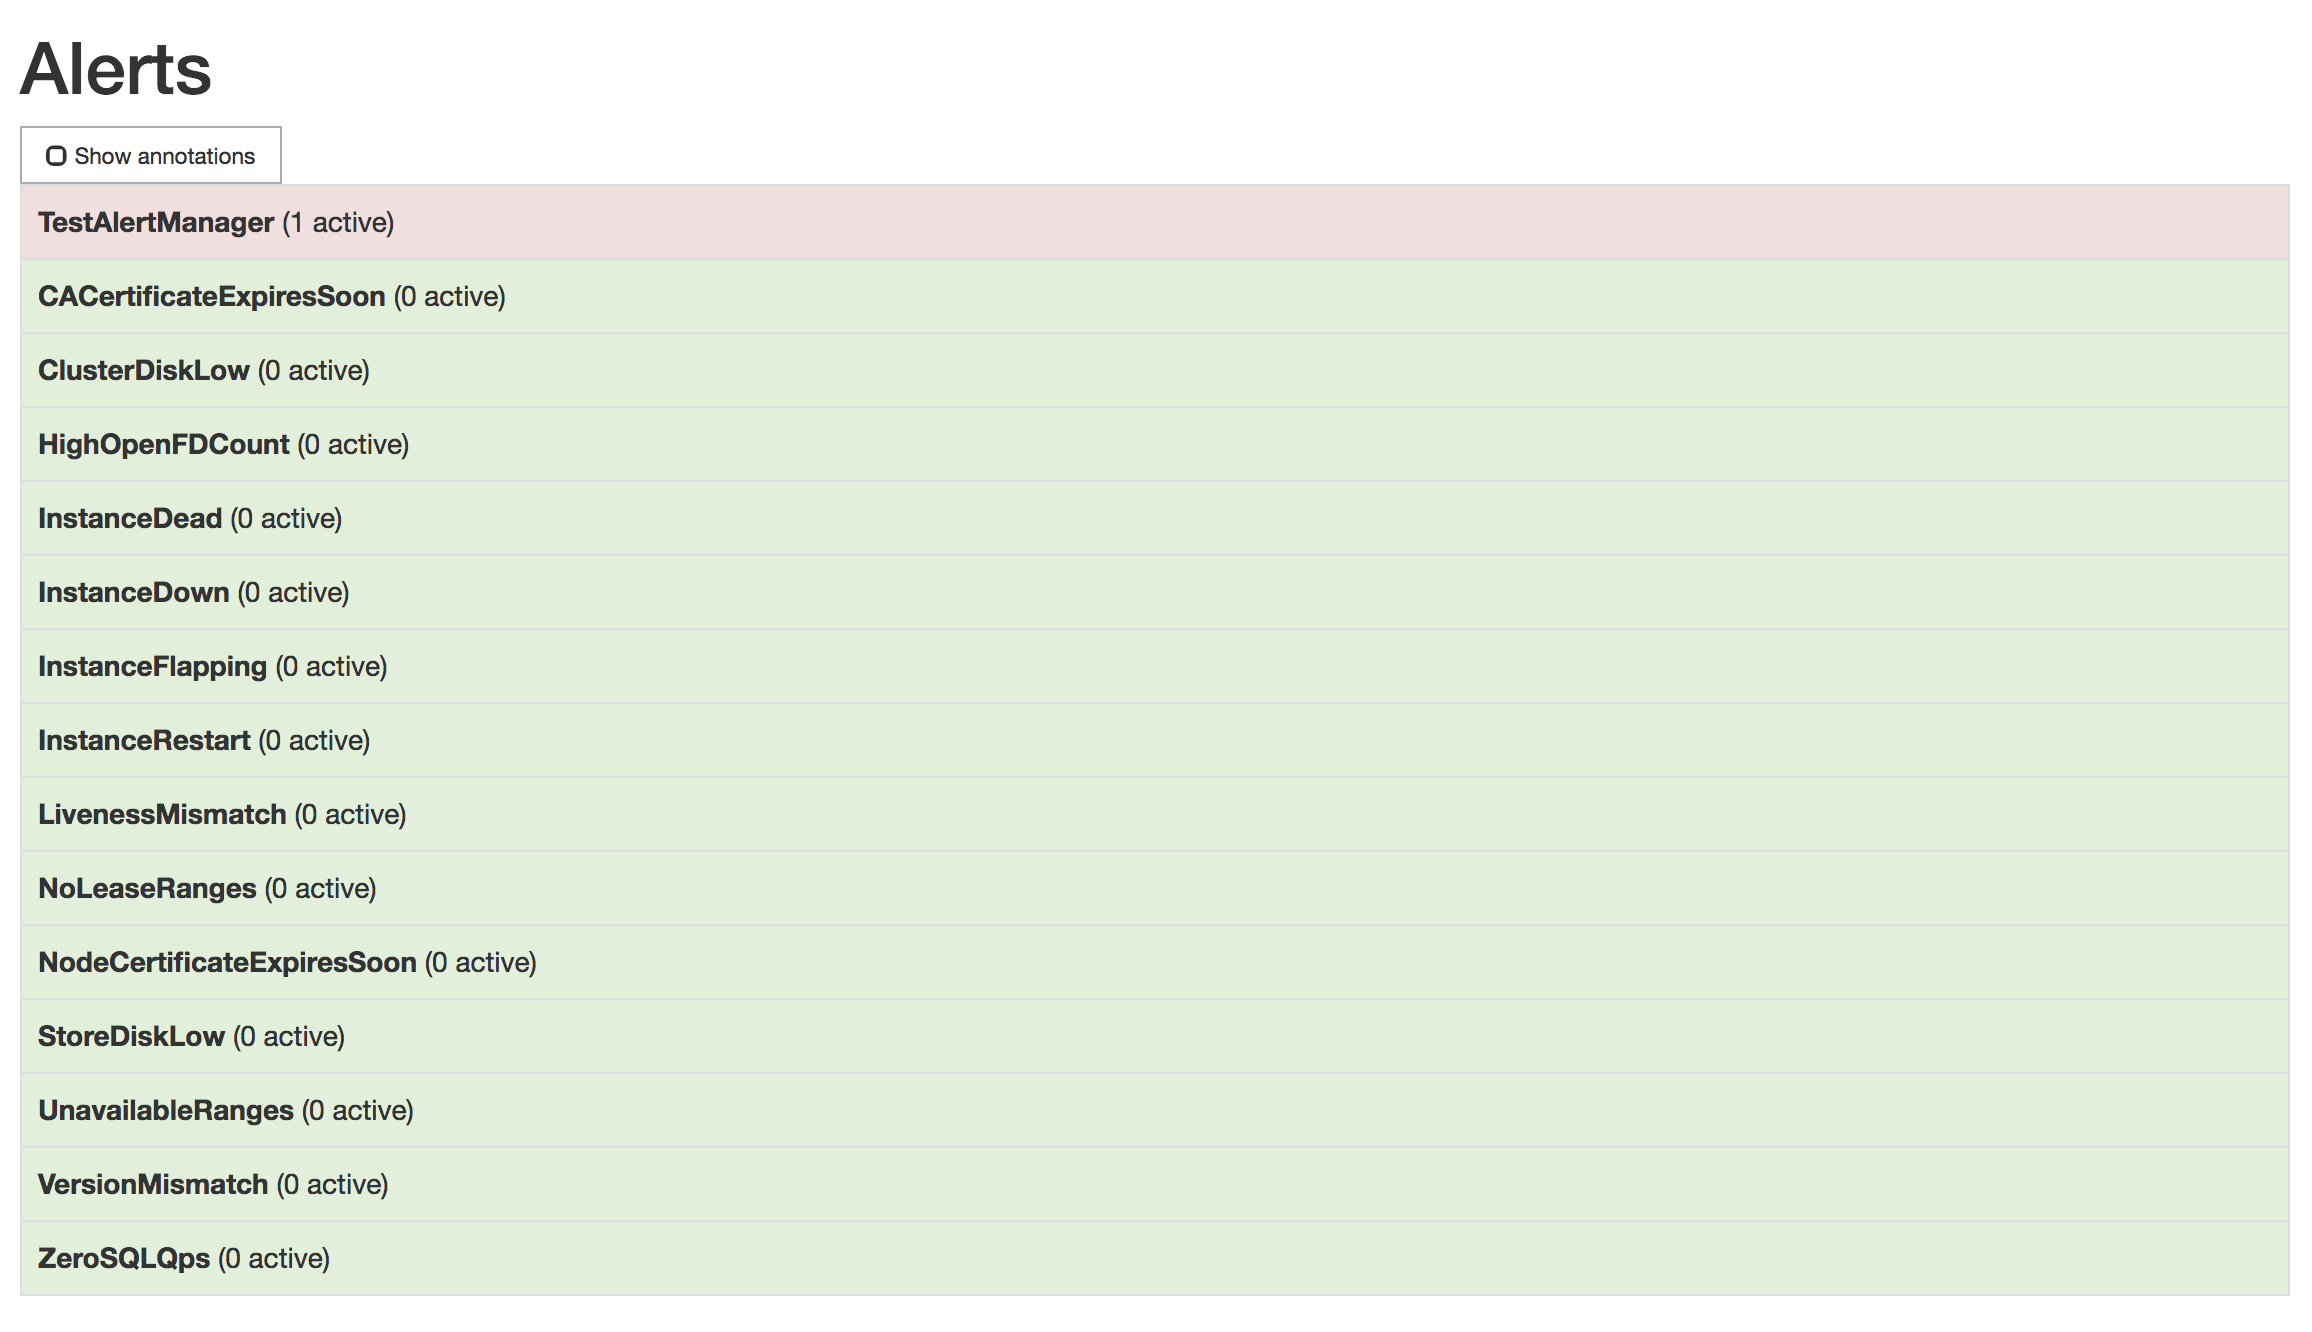 Alerts
Show annotations
TestAlertManager (1 active)
CACertificateExpiresSoon (0 active)
ClusterDiskLow (0 active)
HighOpenFDCount (0 active)
InstanceDead (0 active)
InstanceDown (0 active)
InstanceFlapping (0 active)
InstanceRestart (0 active)
LivenessMismatch (0 active)
NoLeaseRanges (0 active)
NodeCertificateExpiresSoon (0 active)
StoreDiskLow (0 active)
UnavailableRanges (0 active)
VersionMismatch (0 active)
ZeroSQLQps (0 active)